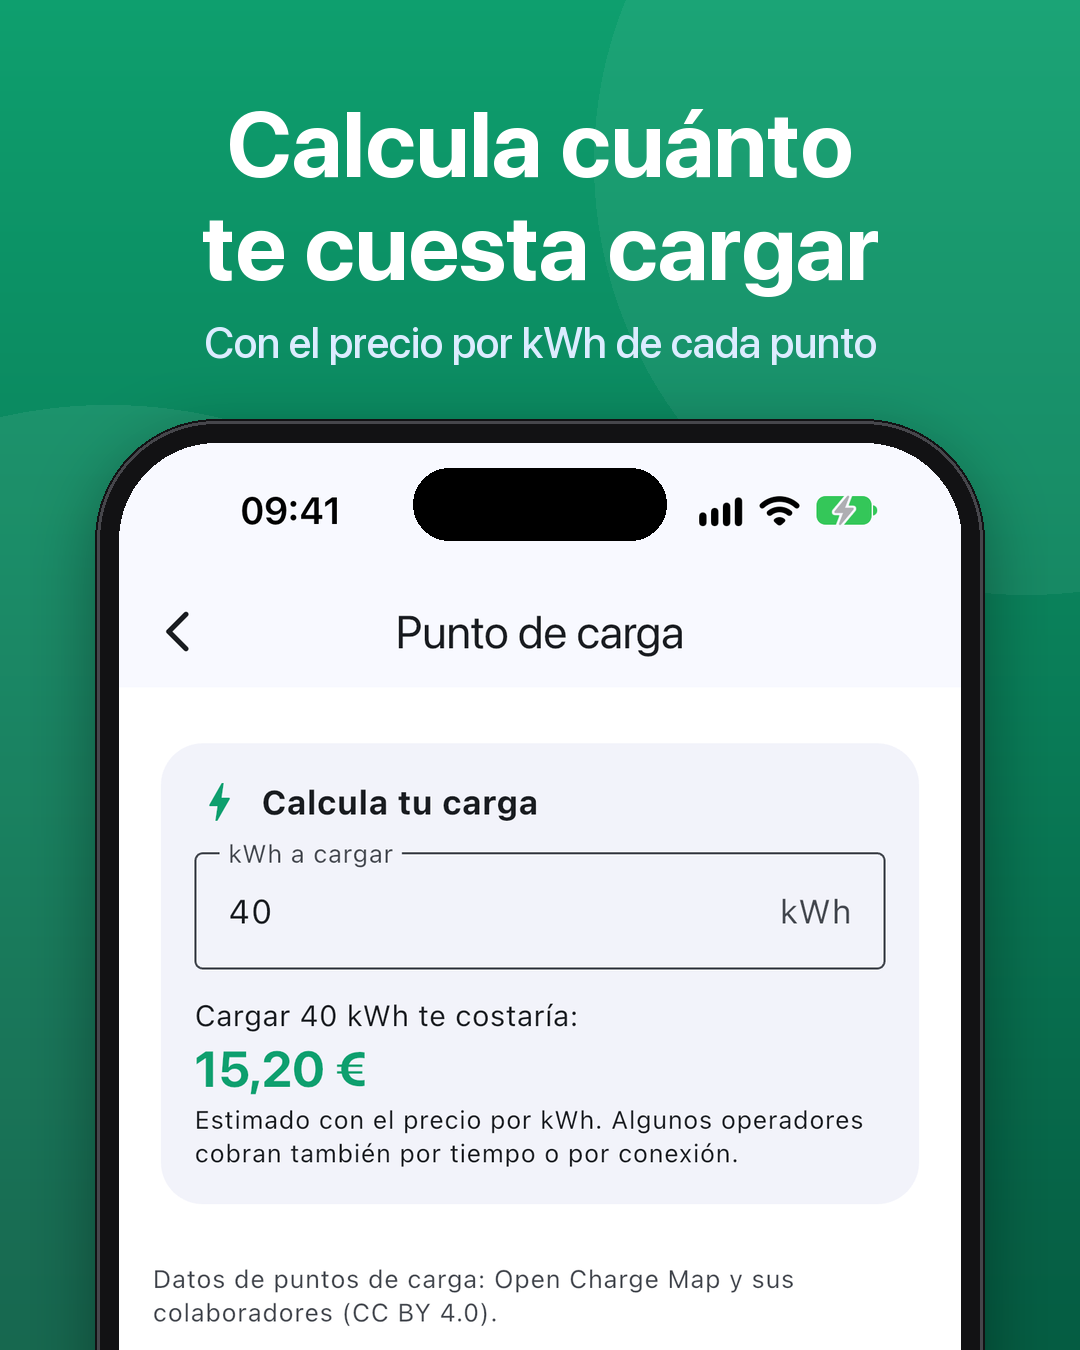 Calcula cuánto
te cuesta cargar
Con el precio por kWh de cada punto
09:41
Punto de carga
Calcula tu carga
kWh a cargar
40 kWh
Cargar 40 kWh te costaría:
15,20 €
Estimado con el precio por kWh. Algunos operadores
cobran también por tiempo o por conexión.
Datos de puntos de carga: Open Charge Map y sus
colaboradores (CC BY 4.0).